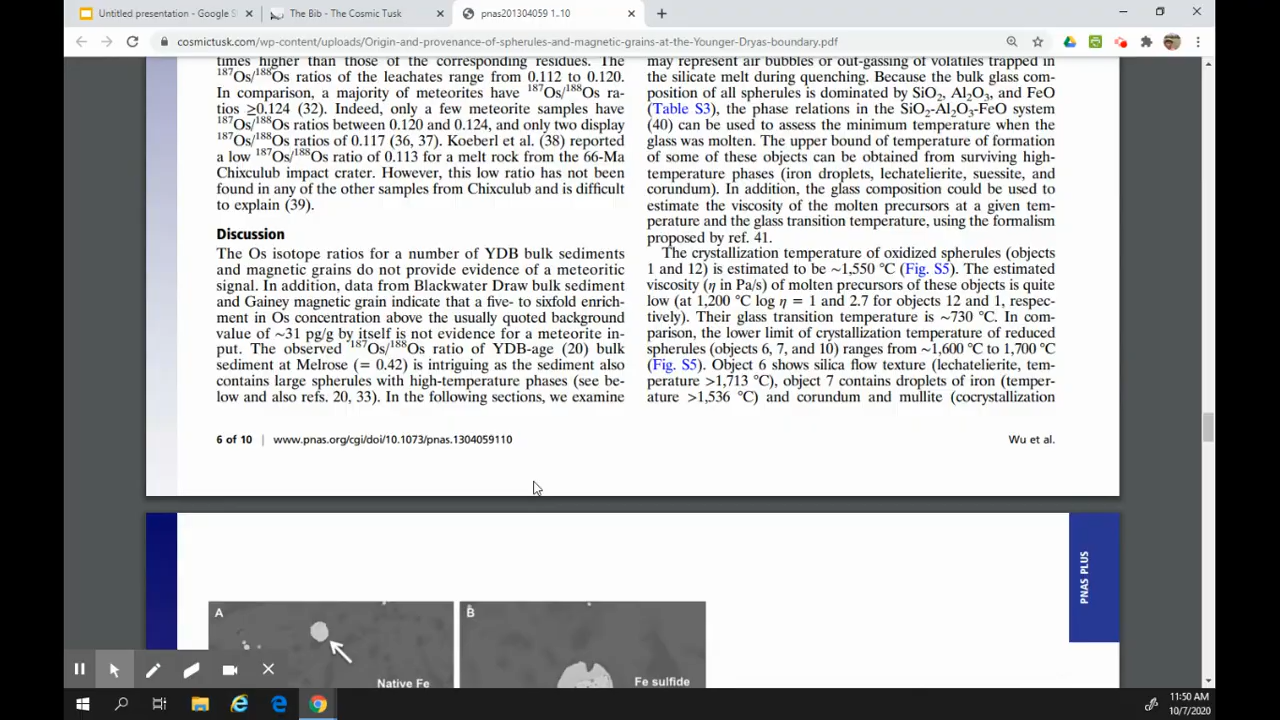 Untitled presentation - Google S
The Bib - The Cosmic Tusk
pnas201304059 1..10
cosmictusk.com/wp-content/uploads/Origin-and-provenance-of-spherules-and-magnetic-grains-at-the-Younger-Dryas-boundary.pdf
times higher than those of the corresponding residues. The
187Os/188Os ratios of the leachates range from 0.112 to 0.120.
In comparison, a majority of meteorites have 187Os/188Os ra-
tios ≥0.124 (32). Indeed, only a few meteorite samples have
187Os/188Os ratios between 0.120 and 0.124, and only two display
187Os/188Os ratios of 0.117 (36, 37). Koeberl et al. (38) reported
a low 187Os/188Os ratio of 0.113 for a melt rock from the 66-Ma
Chicxulub impact crater. However, this low ratio has not been
found in any of the other samples from Chicxulub and is difficult
to explain (39).
Discussion
The Os isotope ratios for a number of YDB bulk sediments
and magnetic grains do not provide evidence of a meteoritic
signal. In addition, data from Blackwater Draw bulk sediment
and Gainey magnetic grain indicate that a five- to sixfold enrich-
ment in Os concentration above the usually quoted background
value of ~31 pg/g by itself is not evidence for a meteorite in-
put. The observed 187Os/188Os ratio of YDB-age (20) bulk
sediment at Melrose (= 0.42) is intriguing as the sediment also
contains large spherules with high-temperature phases (see be-
low and also refs. 20, 33). In the following sections, we examine
may represent air bubbles or out-gassing of volatiles trapped in
the silicate melt during quenching. Because the bulk glass com-
position of all spherules is dominated by SiO2, Al2O3, and FeO
(Table S3), the phase relations in the SiO2-Al2O3-FeO system
(40) can be used to assess the minimum temperature when the
glass was molten. The upper bound of temperature of formation
of some of these objects can be obtained from surviving high-
temperature phases (iron droplets, lechatelierite, suessite, and
corundum). In addition, the glass composition could be used to
estimate the viscosity of the molten precursors at a given tem-
perature and the glass transition temperature, using the formalism
proposed by ref. 41.
The crystallization temperature of oxidized spherules (objects
1 and 12) is estimated to be ~1,550 °C (Fig. S5). The estimated
viscosity (η in Pa/s) of molten precursors of these objects is quite
low (at 1,200 °C log η = 1 and 2.7 for objects 12 and 1, respec-
tively). Their glass transition temperature is ~730 °C. In com-
parison, the lower limit of crystallization temperature of reduced
spherules (objects 6, 7, and 10) ranges from ~1,600 °C to 1,700 °C
(Fig. S5). Object 6 shows silica flow texture (lechatelierite, tem-
perature >1,713 °C), object 7 contains droplets of iron (temper-
ature >1,536 °C) and corundum and mullite (cocrystallization
6 of 10 | www.pnas.org/cgi/doi/10.1073/pnas.1304059110
Wu et al.
PNAS PLUS
A
B
Native Fe
Fe sulfide
11:50 AM
10/7/2020